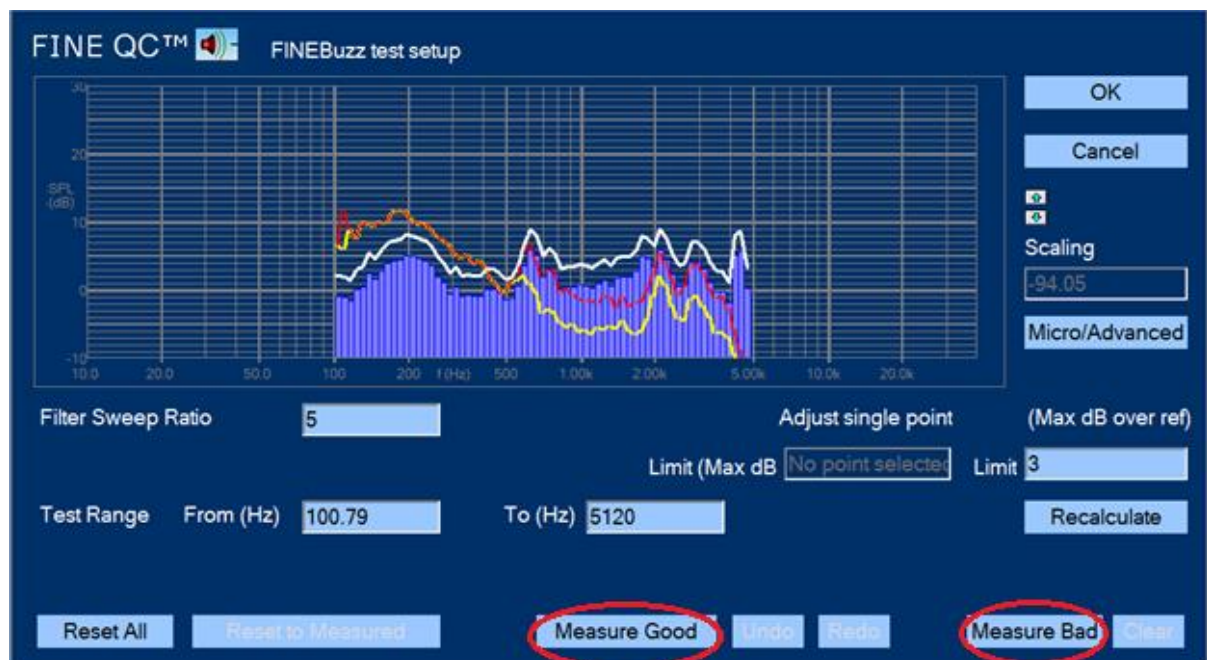 FINE QC™ FINEBuzz test setup
30
20
SPL
(dB)
10
0
-10
10.0 20.0 50.0 100 200 f (Hz) 500 1.00k 2.00k 5.00k 10.0k 20.0k
OK
Cancel
Scaling
-94.05
Micro/Advanced
Filter Sweep Ratio 5 Adjust single point (Max dB over ref)
Limit (Max dB No point selected Limit 3
Test Range From (Hz) 100.79 To (Hz) 5120 Recalculate
Reset All Reset to Measured Measure Good Undo Redo Measure Bad Clear